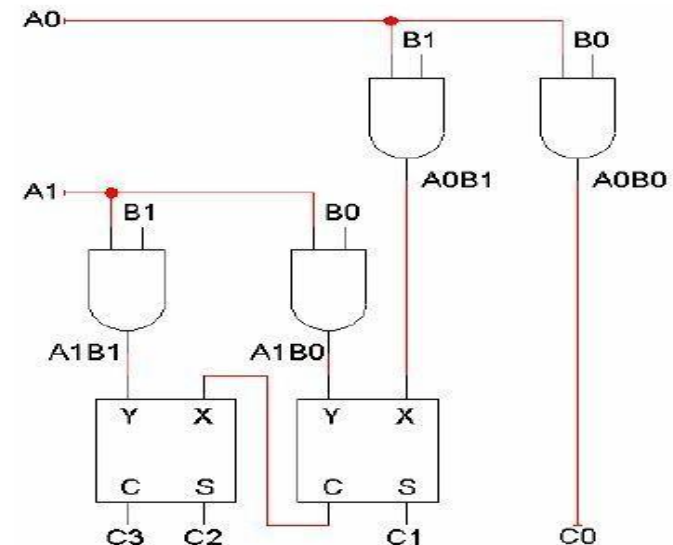 A0
B1 B0
A0B1 A0B0
A1
B1 B0
A1B1 A1B0
Y X Y X
C S C S
C3 C2 C1 C0